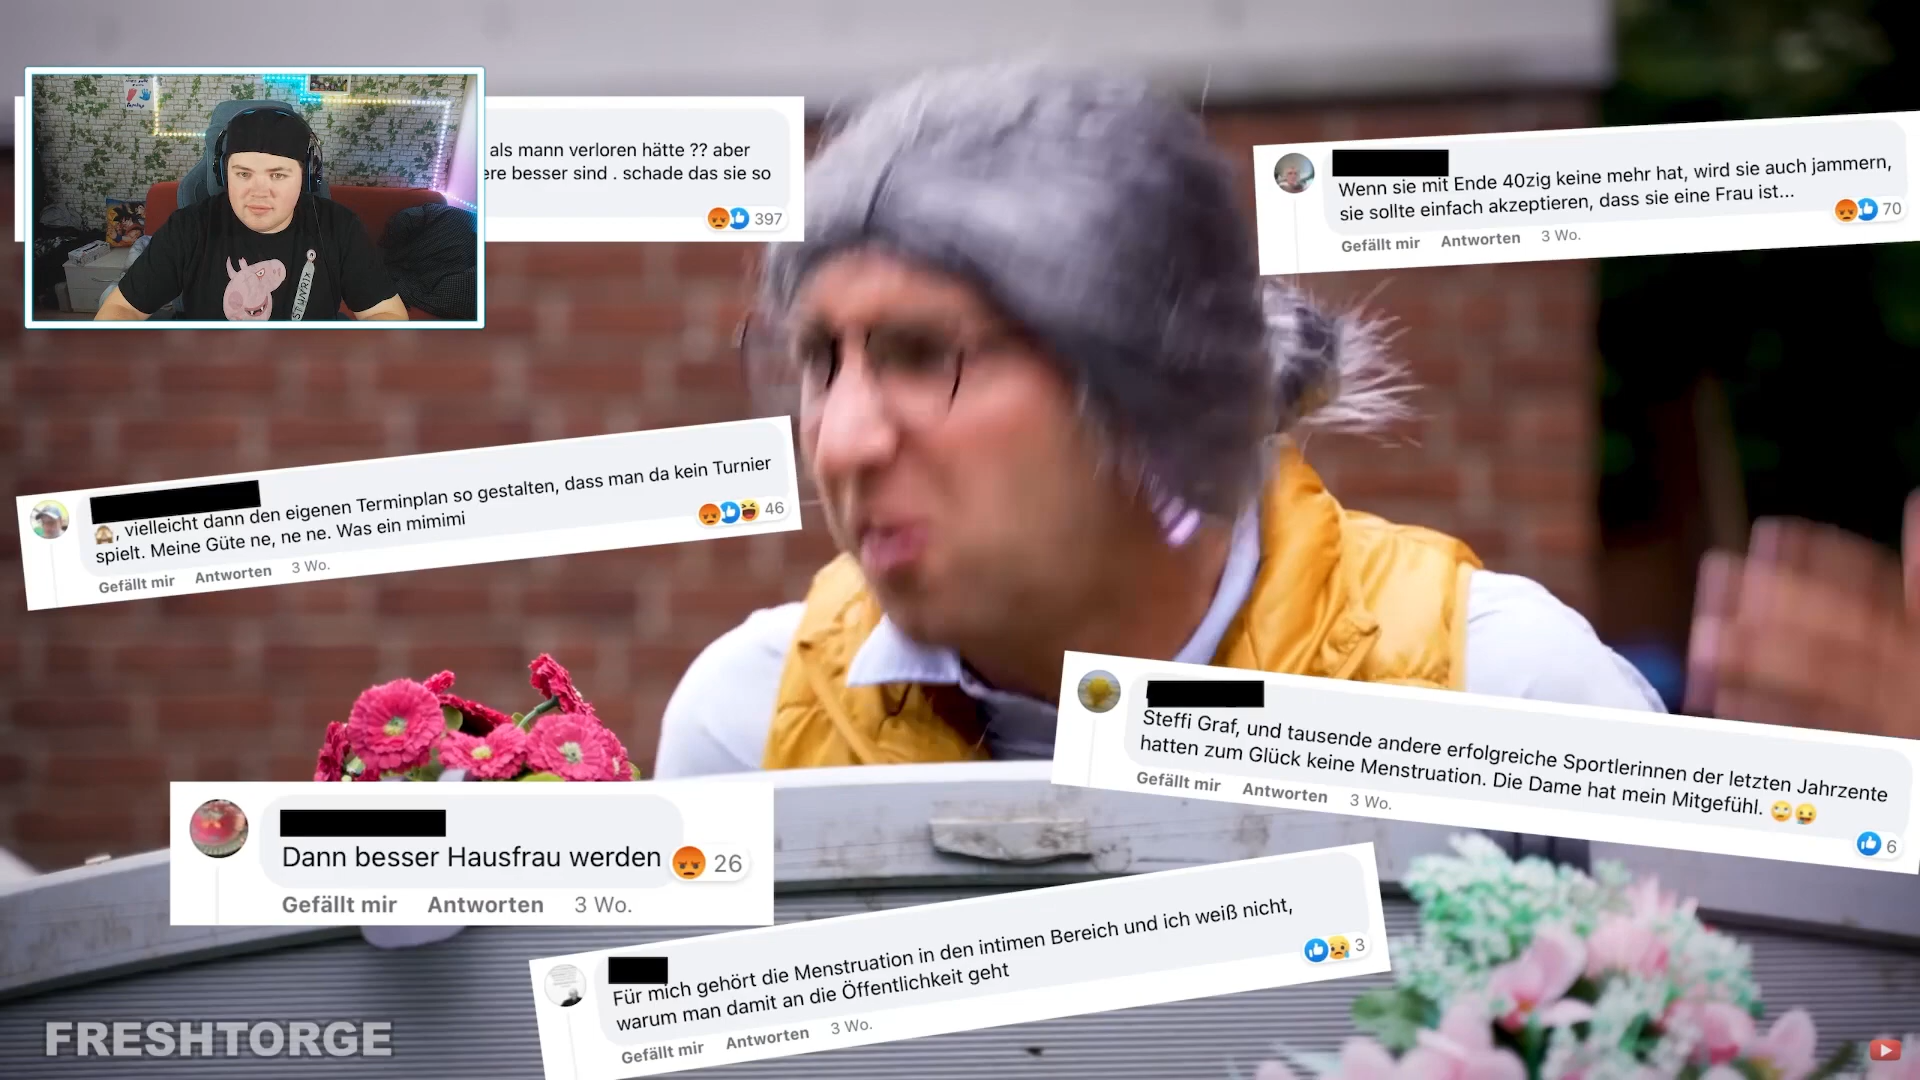 als mann verloren hätte ?? aber
ere besser sind . schade das sie so
397
Wenn sie mit Ende 40zig keine mehr hat, wird sie auch jammern,
sie sollte einfach akzeptieren, dass sie eine Frau ist...
70
Gefällt mir Antworten 3 Wo.
STUNRIX
🙈, vielleicht dann den eigenen Terminplan so gestalten, dass man da kein Turnier
spielt. Meine Güte ne, ne ne. Was ein mimimi
46
Gefällt mir Antworten 3 Wo.
Steffi Graf, und tausende andere erfolgreiche Sportlerinnen der letzten Jahrzente
hatten zum Glück keine Menstruation. Die Dame hat mein Mitgefühl. 🙄😂
Gefällt mir Antworten 3 Wo.
6
Dann besser Hausfrau werden
26
Gefällt mir Antworten 3 Wo.
Für mich gehört die Menstruation in den intimen Bereich und ich weiß nicht,
warum man damit an die Öffentlichkeit geht
3
Gefällt mir Antworten 3 Wo.
FRESHTORGE